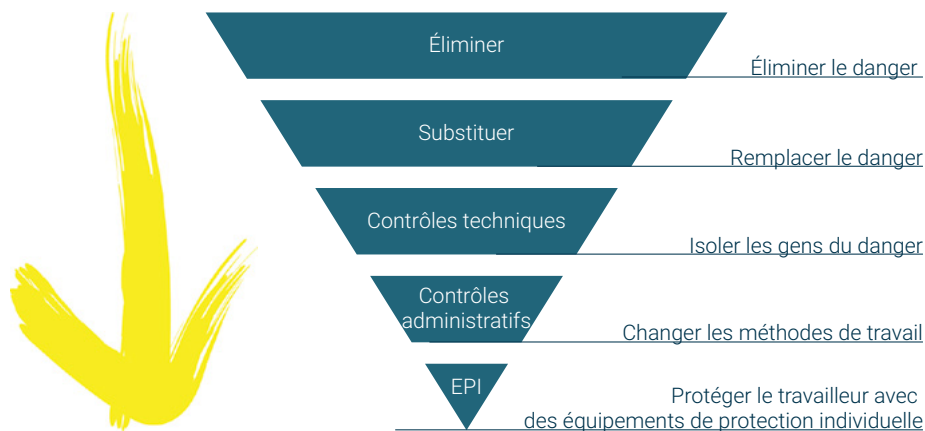 Éliminer
Éliminer le danger
Substituer
Remplacer le danger
Contrôles techniques
Isoler les gens du danger
Contrôles
administratifs
Changer les méthodes de travail
EPI
Protéger le travailleur avec
des équipements de protection individuelle